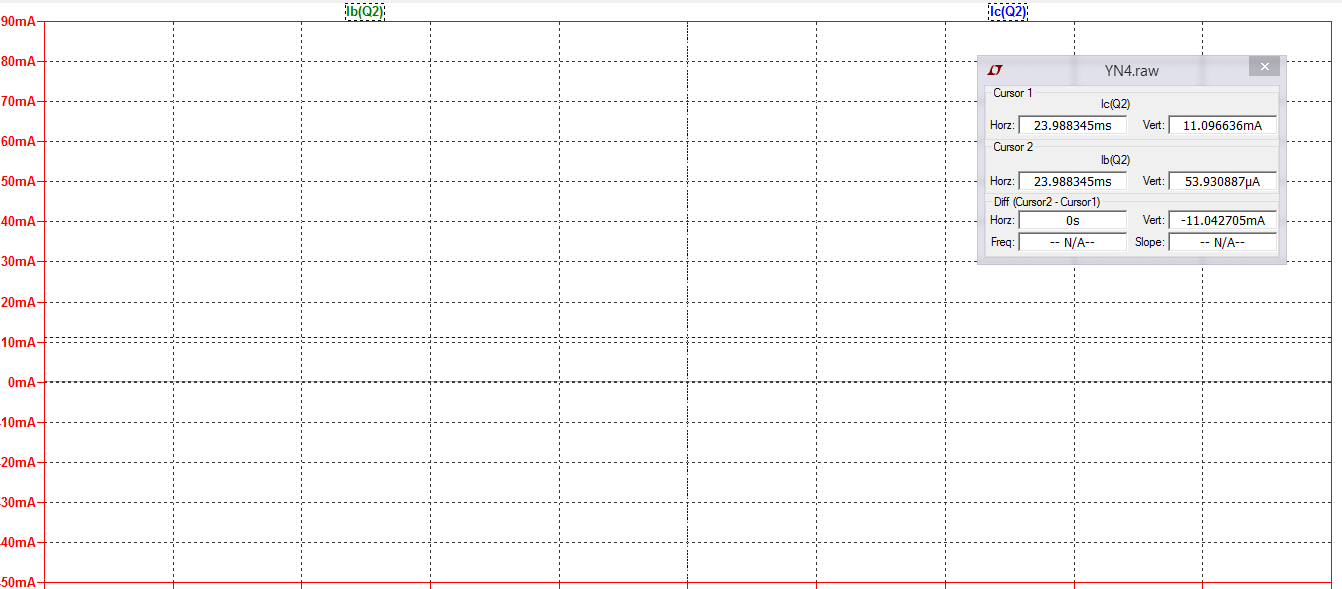 Ib(Q2) Ic(Q2)
90mA
80mA
70mA
60mA
50mA
40mA
30mA
20mA
10mA
0mA
10mA
20mA
30mA
40mA
50mA
YN4.raw
Cursor 1
Ic(Q2)
Horz: 23.988345ms Vert: 11.096636mA
Cursor 2
Ib(Q2)
Horz: 23.988345ms Vert: 53.930887µA
Diff (Cursor2 - Cursor1)
Horz: 0s Vert: -11.042705mA
Freq: -- N/A-- Slope: -- N/A--